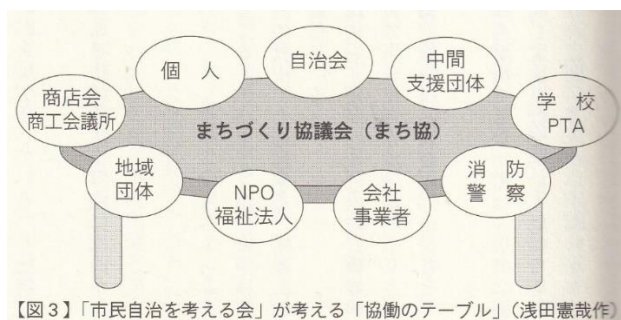 個 人
自治会
中間
支援団体
商店会
商工会議所
学 校
PTA
まちづくり協議会（まち協）
地域
団体
NPO
福祉法人
会社
事業者
消 防
警 察
【図3】「市民自治を考える会」が考える「協働のテーブル」（浅田憲哉作）